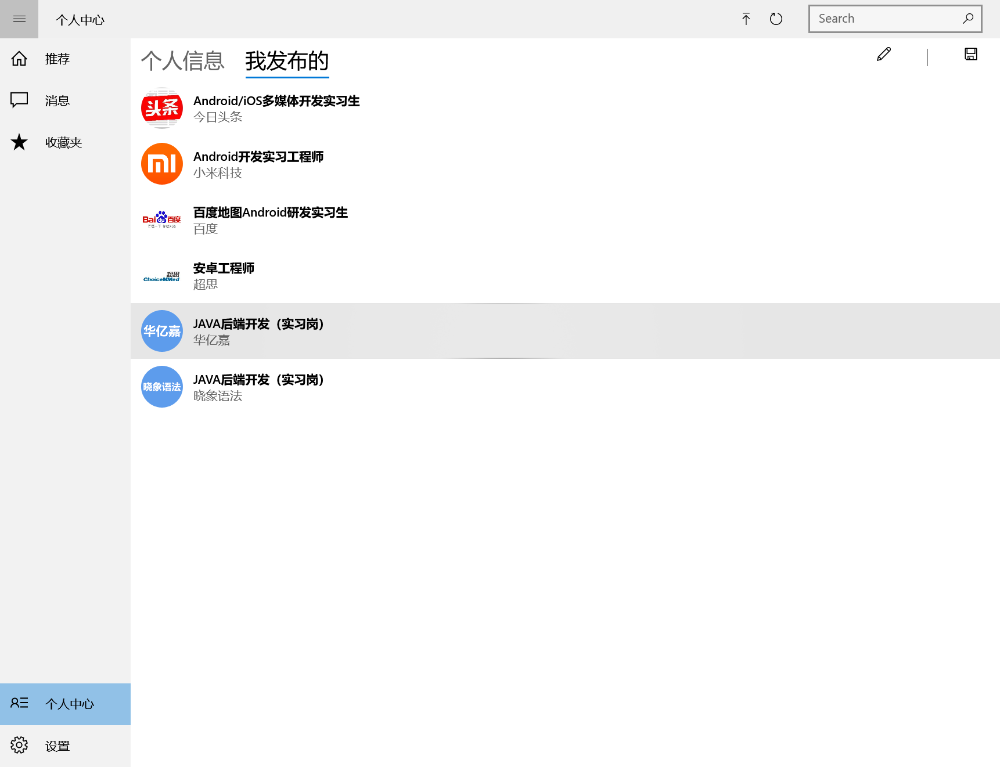 个人中心
Search
推荐
消息
收藏夹
个人信息 我发布的
头条
Android/iOS多媒体开发实习生
今日头条
mi
Android开发实习工程师
小米科技
Bai du 百度
百度地图Android研发实习生
百度
超思
ChoiceMMed
安卓工程师
超思
华亿嘉
JAVA后端开发（实习岗）
华亿嘉
晓象语法
JAVA后端开发（实习岗）
晓象语法
个人中心
设置